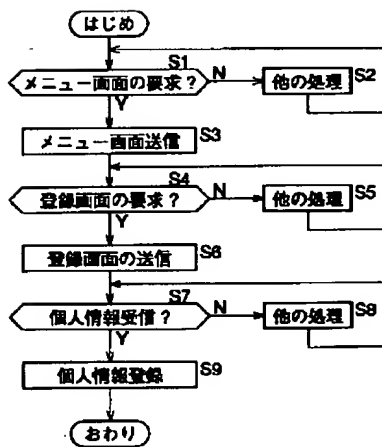 はじめ
S1
メニュー画面の要求?
N
S2
他の処理
Y
S3
メニュー画面送信
S4
登録画面の要求?
N
S5
他の処理
Y
S6
登録画面の送信
S7
個人情報受信?
N
S8
他の処理
Y
S9
個人情報登録
おわり